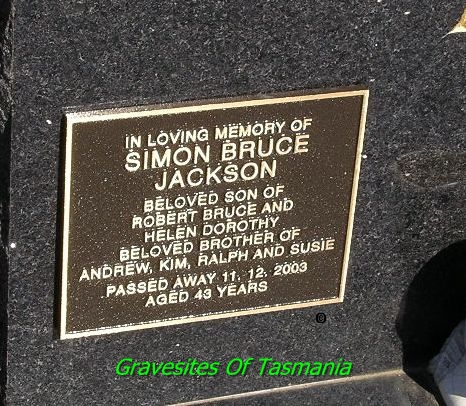 IN LOVING MEMORY OF
SIMON BRUCE
JACKSON
BELOVED SON OF
ROBERT BRUCE AND
HELEN DOROTHY
BELOVED BROTHER OF
ANDREW, KIM, RALPH AND SUSIE
PASSED AWAY 11. 12. 2003
AGED 43 YEARS
©
Gravesites Of Tasmania